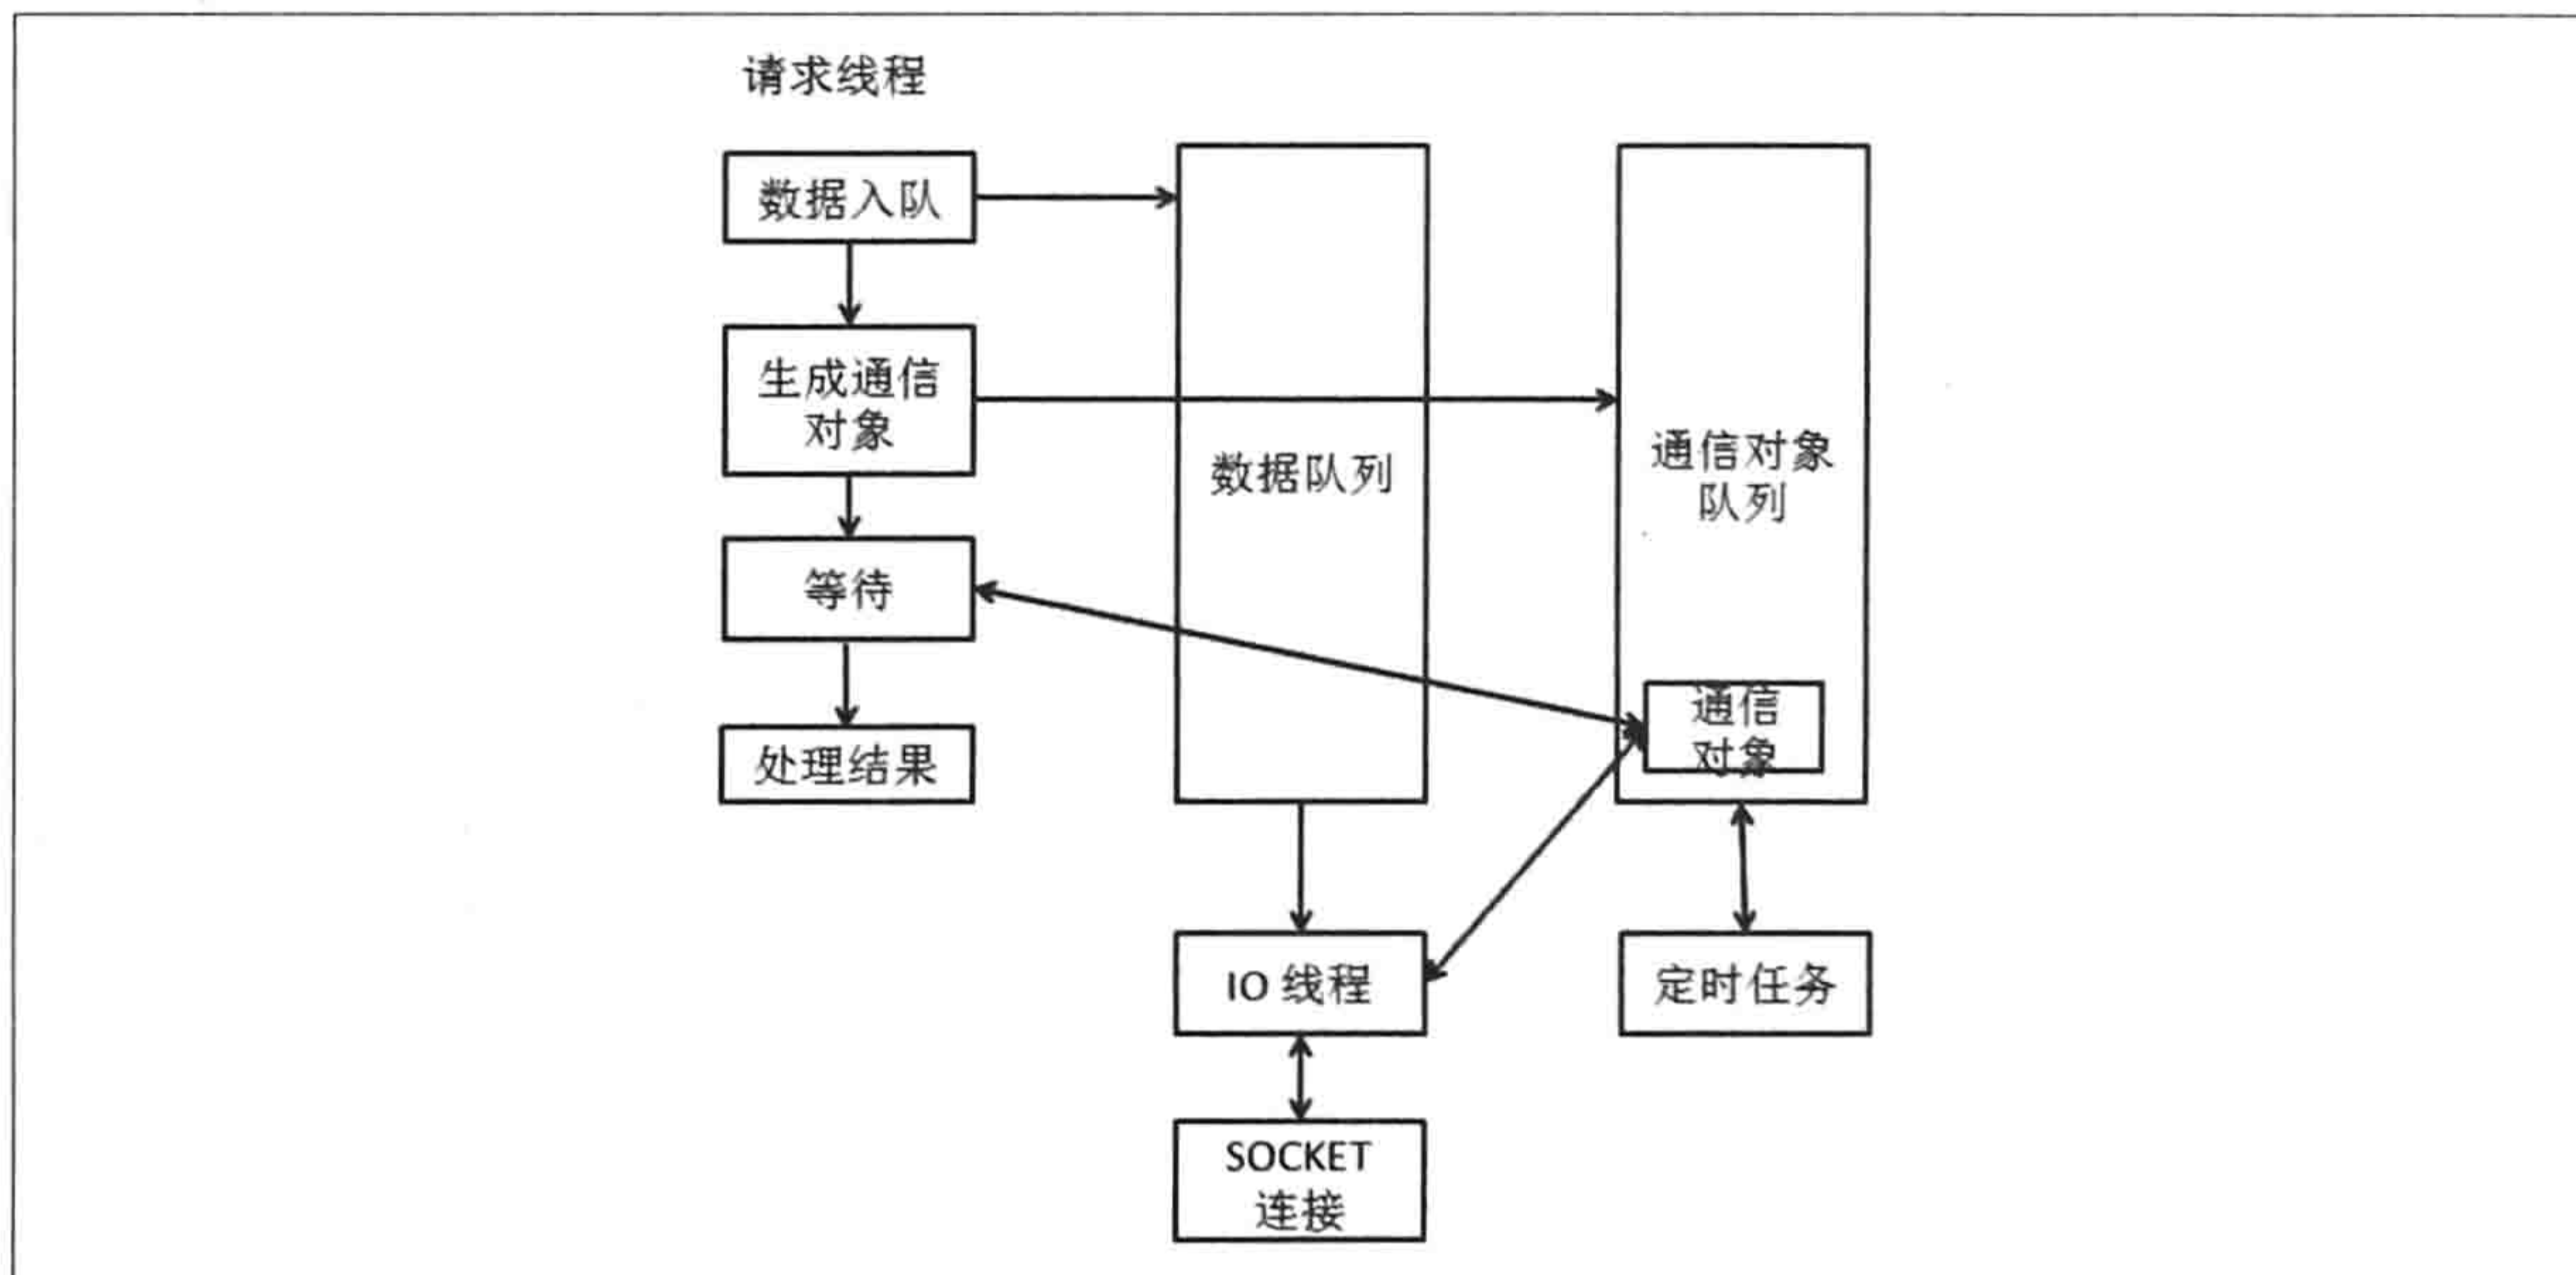 请求线程
数据入队
生成通信
对象
等待
处理结果
数据队列
通信对象
队列
通信
对象
IO 线程
定时任务
SOCKET
连接